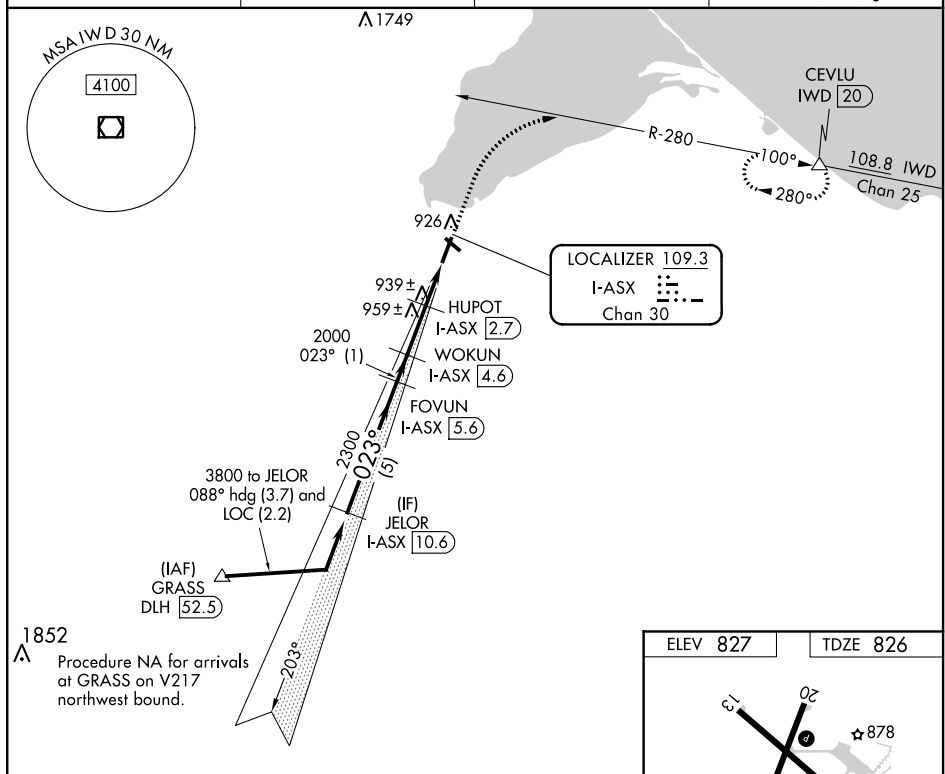 1749
MSA IWD 30 NM
4100
CEVLU
IWD 20
R-280
100°
280°
108.8 IWD
Chan 25
926
LOCALIZER 109.3
I-ASX
Chan 30
939±
959±
HUPOT
I-ASX 2.7
2000
023° (1)
WOKUN
I-ASX 4.6
FOVUN
I-ASX 5.6
2300
023°
(5)
3800 to JELOR
088° hdg (3.7) and
LOC (2.2)
(IF)
JELOR
I-ASX 10.6
(IAF)
GRASS
DLH 52.5
203°
1852
Procedure NA for arrivals
at GRASS on V217
northwest bound.
ELEV 827
TDZE 826
13
20
P
878